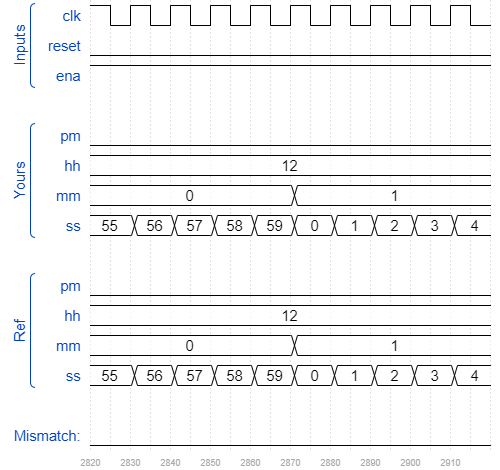 Inputs
clk
reset
ena
Yours
pm
hh 12
mm 0 1
ss 55 56 57 58 59 0 1 2 3 4
Ref
pm
hh 12
mm 0 1
ss 55 56 57 58 59 0 1 2 3 4
Mismatch:
2820 2830 2840 2850 2860 2870 2880 2890 2900 2910